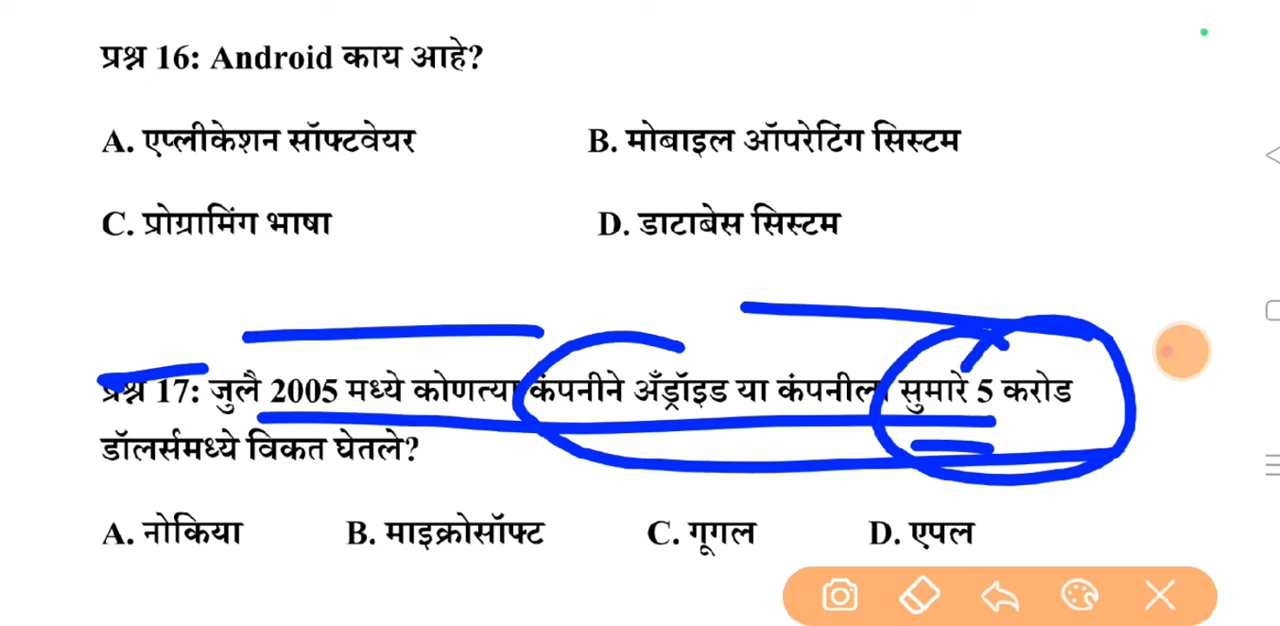 प्रश्न 16: Android काय आहे?
A. एप्लीकेशन सॉफ्टवेयर B. मोबाइल ऑपरेटिंग सिस्टम
C. प्रोग्रामिंग भाषा D. डाटाबेस सिस्टम
प्रश्न 17: जुलै 2005 मध्ये कोणत्या कंपनीने अँड्रॉइड या कंपनीला सुमारे 5 करोड
डॉलर्समध्ये विकत घेतले?
A. नोकिया B. माइक्रोसॉफ्ट C. गूगल D. एपल